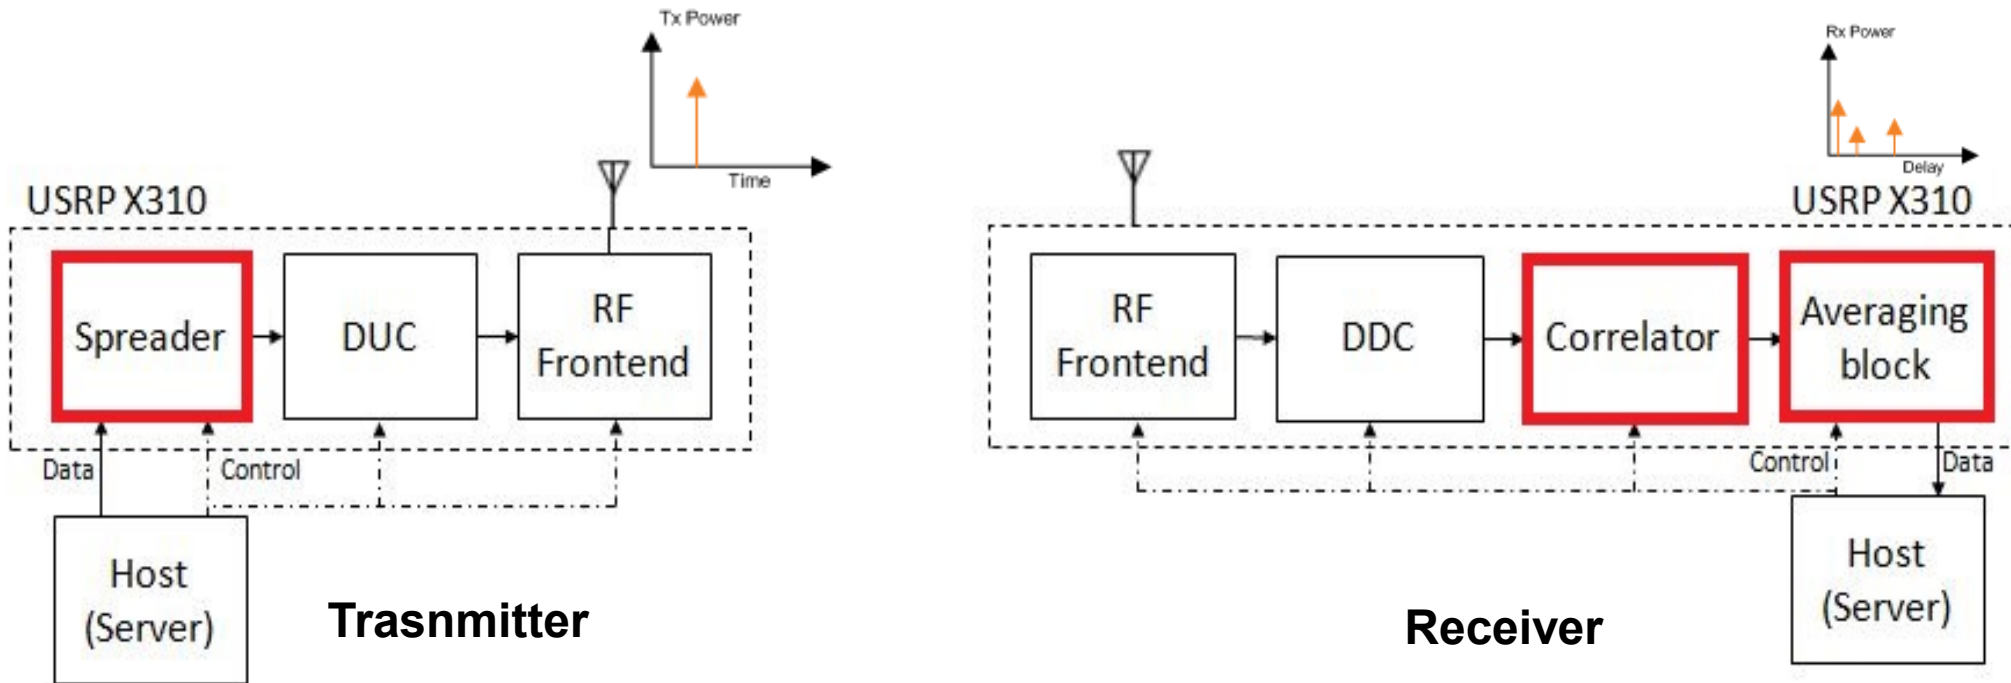 Tx Power
Time
USRP X310
Spreader
DUC
RF
Frontend
Data
Control
Host
(Server)
Trasnmitter
Rx Power
Delay
USRP X310
RF
Frontend
DDC
Correlator
Averaging
block
Control
Data
Host
(Server)
Receiver